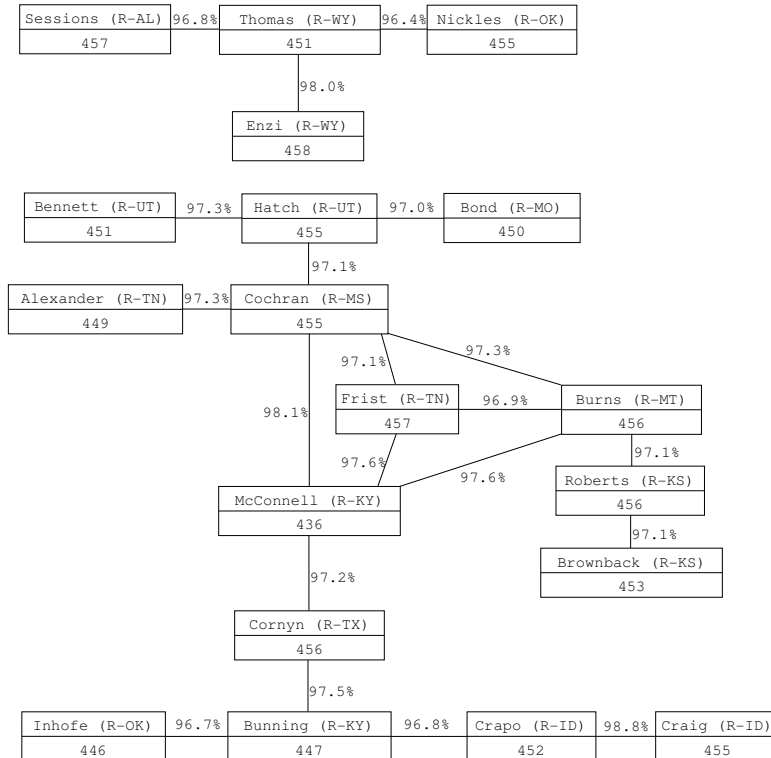 Sessions (R-AL) 96.8% Thomas (R-WY) 96.4% Nickles (R-OK)
457 451 455
98.0%
Enzi (R-WY)
458
Bennett (R-UT) 97.3% Hatch (R-UT) 97.0% Bond (R-MO)
451 455 450
97.1%
Alexander (R-TN) 97.3% Cochran (R-MS)
449 455
97.1% 97.3%
98.1% Frist (R-TN) 96.9% Burns (R-MT)
457 456
97.6% 97.6% 97.1%
McConnell (R-KY) Roberts (R-KS)
436 456
97.1%
97.2% Brownback (R-KS)
453
Cornyn (R-TX)
456
97.5%
Inhofe (R-OK) 96.7% Bunning (R-KY) 96.8% Crapo (R-ID) 98.8% Craig (R-ID)
446 447 452 455